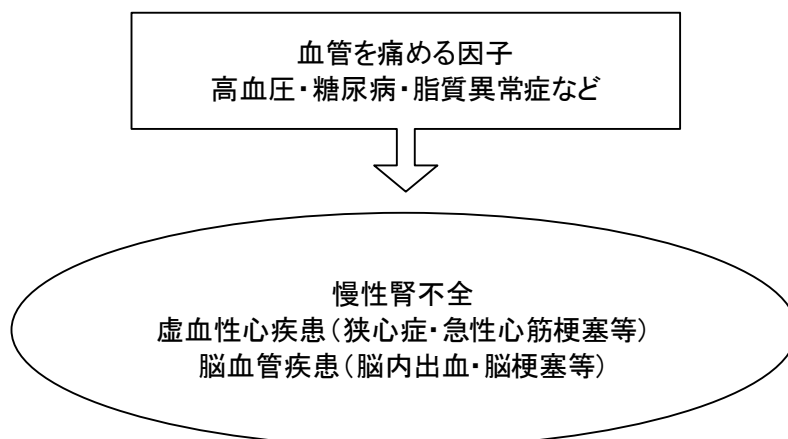 血管を痛める因子
高血圧・糖尿病・脂質異常症など
慢性腎不全
虚血性心疾患（狭心症・急性心筋梗塞等）
脳血管疾患（脳内出血・脳梗塞等）